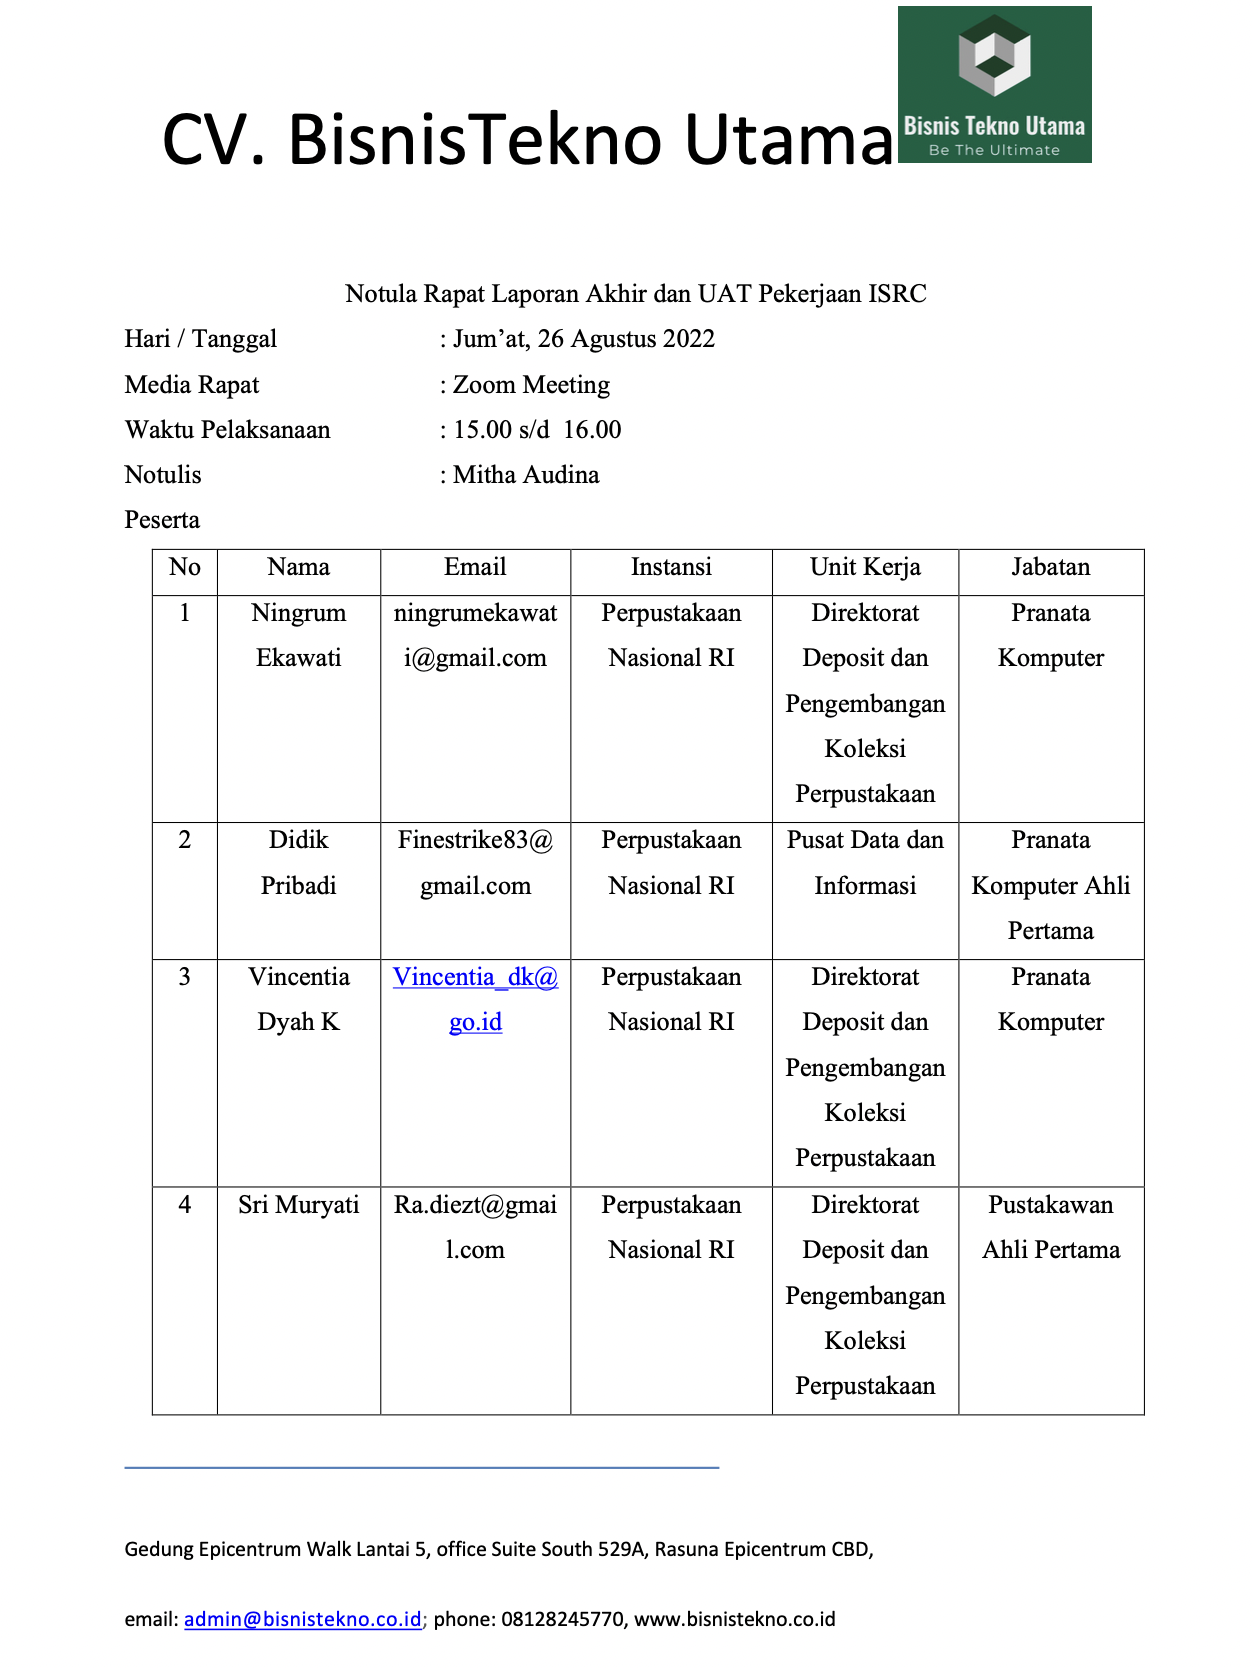 CV. BisnisTekno Utama
Bisnis Tekno Utama
Be The Ultimate
Notula Rapat Laporan Akhir dan UAT Pekerjaan ISRC
Hari / Tanggal : Jum’at, 26 Agustus 2022
Media Rapat : Zoom Meeting
Waktu Pelaksanaan : 15.00 s/d  16.00
Notulis : Mitha Audina
Peserta
No Nama Email Instansi Unit Kerja Jabatan
1 Ningrum ningrumekawat Perpustakaan Direktorat Pranata
Ekawati i@gmail.com Nasional RI Deposit dan Komputer
Pengembangan
Koleksi
Perpustakaan
2 Didik Finestrike83@ Perpustakaan Pusat Data dan Pranata
Pribadi gmail.com Nasional RI Informasi Komputer Ahli
Pertama
3 Vincentia Vincentia_dk@ Perpustakaan Direktorat Pranata
Dyah K go.id Nasional RI Deposit dan Komputer
Pengembangan
Koleksi
Perpustakaan
4 Sri Muryati Ra.diezt@gmai Perpustakaan Direktorat Pustakawan
l.com Nasional RI Deposit dan Ahli Pertama
Pengembangan
Koleksi
Perpustakaan
Gedung Epicentrum Walk Lantai 5, office Suite South 529A, Rasuna Epicentrum CBD,
email: admin@bisnistekno.co.id; phone: 08128245770, www.bisnistekno.co.id